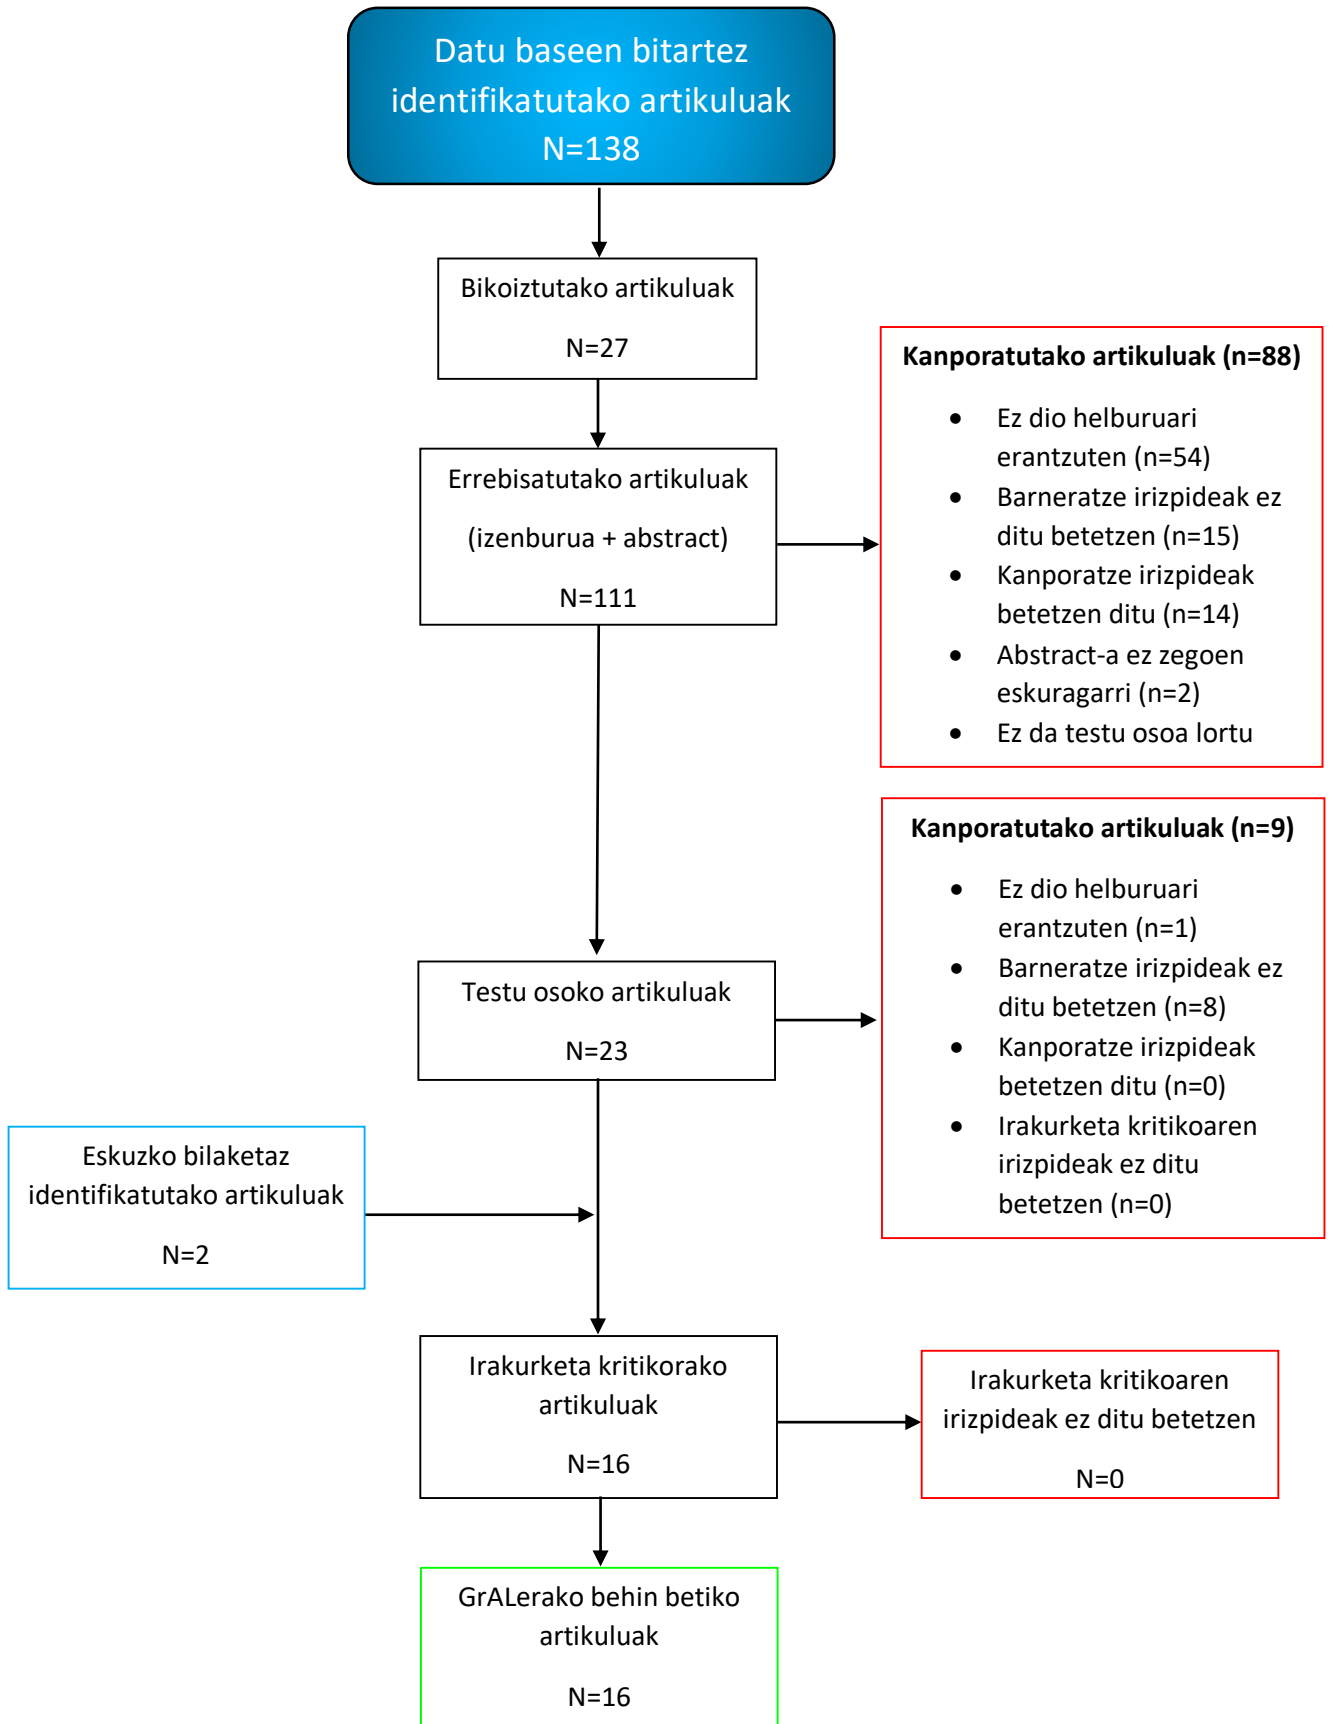 Datu baseen bitartez
identifikatutako artikuluak
N=138
Bikoiztutako artikuluak
N=27
Errebisatutako artikuluak
(izenburua + abstract)
N=111
Kanporatutako artikuluak (n=88)
• Ez dio helburuari
erantzuten (n=54)
• Barneratze irizpideak ez
ditu betetzen (n=15)
• Kanporatze irizpideak
betetzen ditu (n=14)
• Abstract-a ez zegoen
eskuragarri (n=2)
• Ez da testu osoa lortu
Testu osoko artikuluak
N=23
Kanporatutako artikuluak (n=9)
• Ez dio helburuari
erantzuten (n=1)
• Barneratze irizpideak ez
ditu betetzen (n=8)
• Kanporatze irizpideak
betetzen ditu (n=0)
• Irakurketa kritikoaren
irizpideak ez ditu
betetzen (n=0)
Eskuzko bilaketaz
identifikatutako artikuluak
N=2
Irakurketa kritikorako
artikuluak
N=16
Irakurketa kritikoaren
irizpideak ez ditu betetzen
N=0
GrALerako behin betiko
artikuluak
N=16